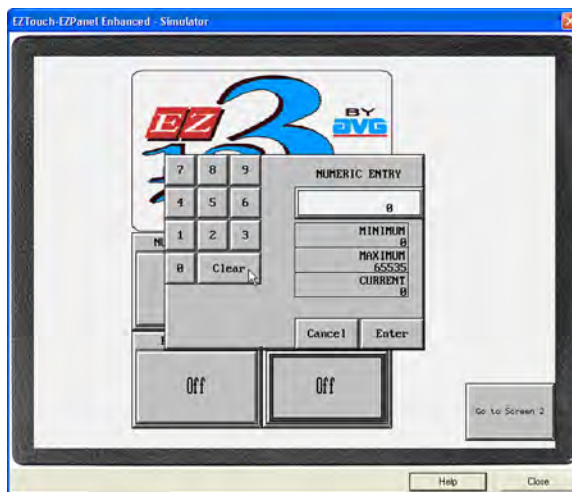 EZTouch-EZPanel Enhanced - Simulator
EZ 3
BY
AVG
7 8 9
NUMERIC ENTRY
4 5 6
0
1 2 3
MINIMUM
0
MAXIMUM
65535
0 Clear
CURRENT
0
Cancel Enter
Off
Off
Go to Screen 2
Help
Close